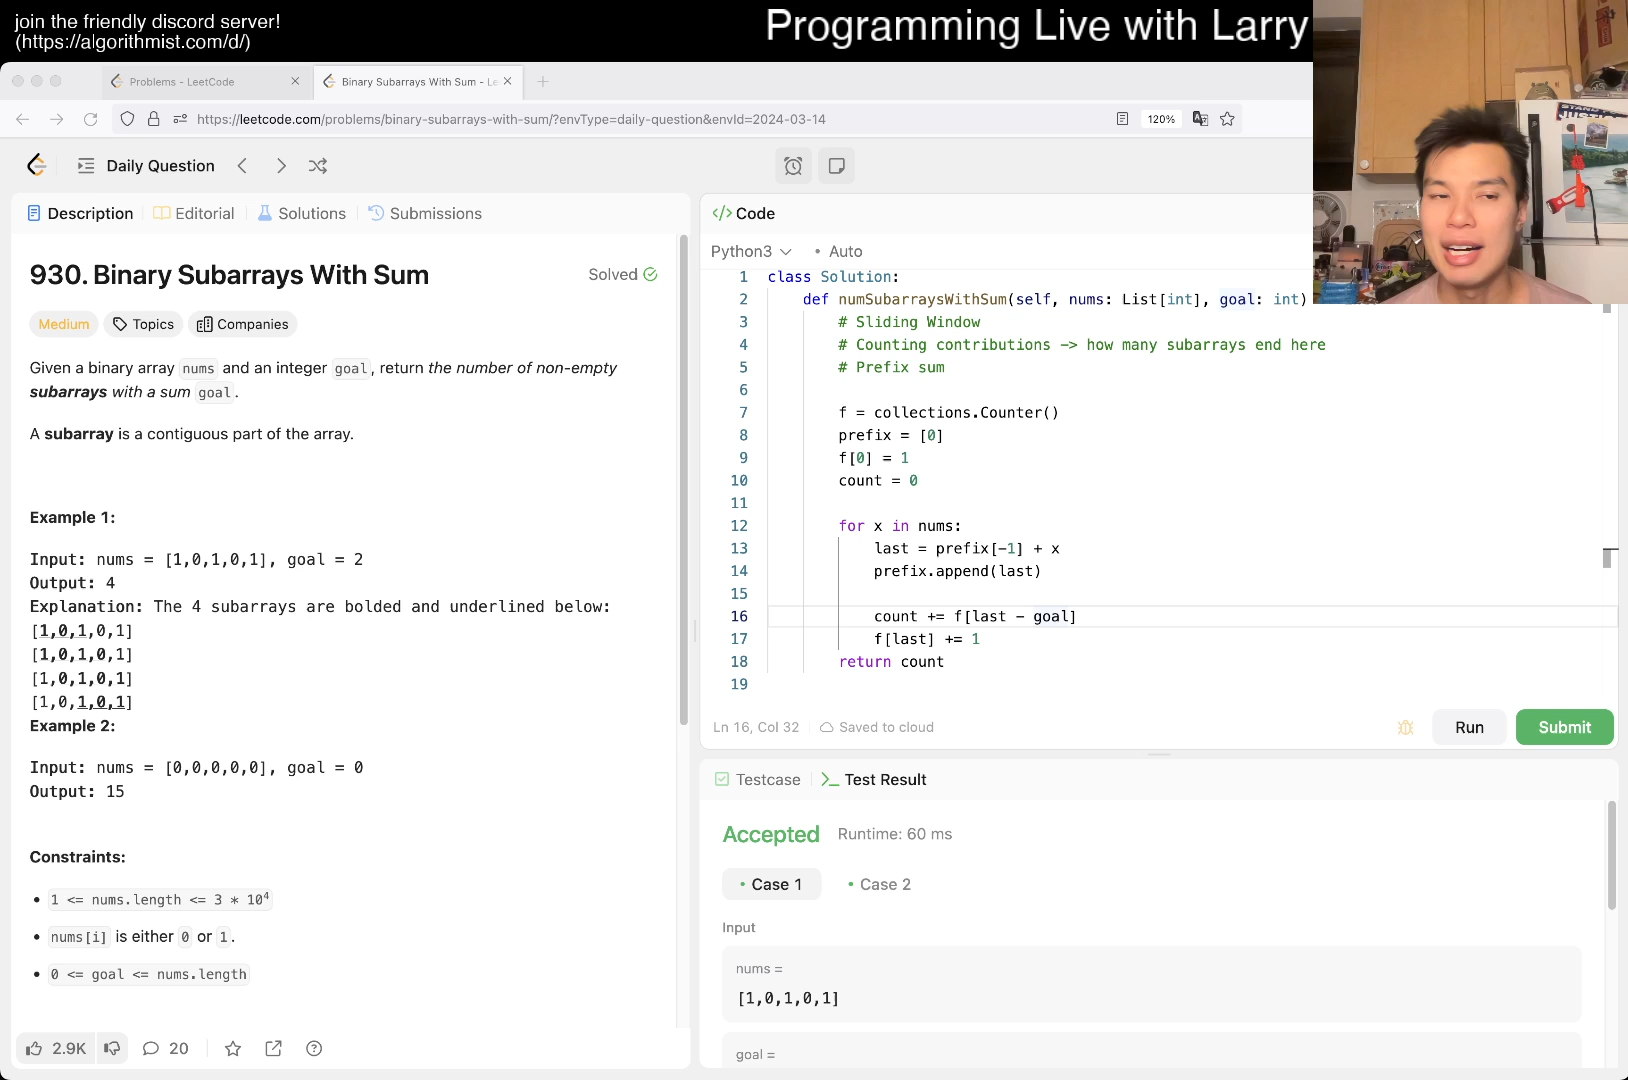 join the friendly discord server!
(https://algorithmist.com/d/)
Programming Live with Larry
Problems - LeetCode
Binary Subarrays With Sum - Le
https://leetcode.com/problems/binary-subarrays-with-sum/?envType=daily-question&envId=2024-03-14
120%
Daily Question
Description
Editorial
Solutions
Submissions
930. Binary Subarrays With Sum
Solved
Medium
Topics
Companies
Given a binary array nums and an integer goal, return the number of non-empty
subarrays with a sum goal.
A subarray is a contiguous part of the array.
Example 1:
Input: nums = [1,0,1,0,1], goal = 2
Output: 4
Explanation: The 4 subarrays are bolded and underlined below:
[1,0,1,0,1]
[1,0,1,0,1]
[1,0,1,0,1]
[1,0,1,0,1]
Example 2:
Input: nums = [0,0,0,0,0], goal = 0
Output: 15
Constraints:
• 1 <= nums.length <= 3 * 10⁴
• nums[i] is either 0 or 1.
• 0 <= goal <= nums.length
2.9K
20
</> Code
Python3
• Auto
1 class Solution:
2 def numSubarraysWithSum(self, nums: List[int], goal: int)
3 # Sliding Window
4 # Counting contributions -> how many subarrays end here
5 # Prefix sum
6
7 f = collections.Counter()
8 prefix = [0]
9 f[0] = 1
10 count = 0
11
12 for x in nums:
13 last = prefix[-1] + x
14 prefix.append(last)
15
16 count += f[last - goal]
17 f[last] += 1
18 return count
19
Ln 16, Col 32
Saved to cloud
Run
Submit
Testcase
Test Result
Accepted
Runtime: 60 ms
• Case 1
• Case 2
Input
nums =
[1,0,1,0,1]
goal =